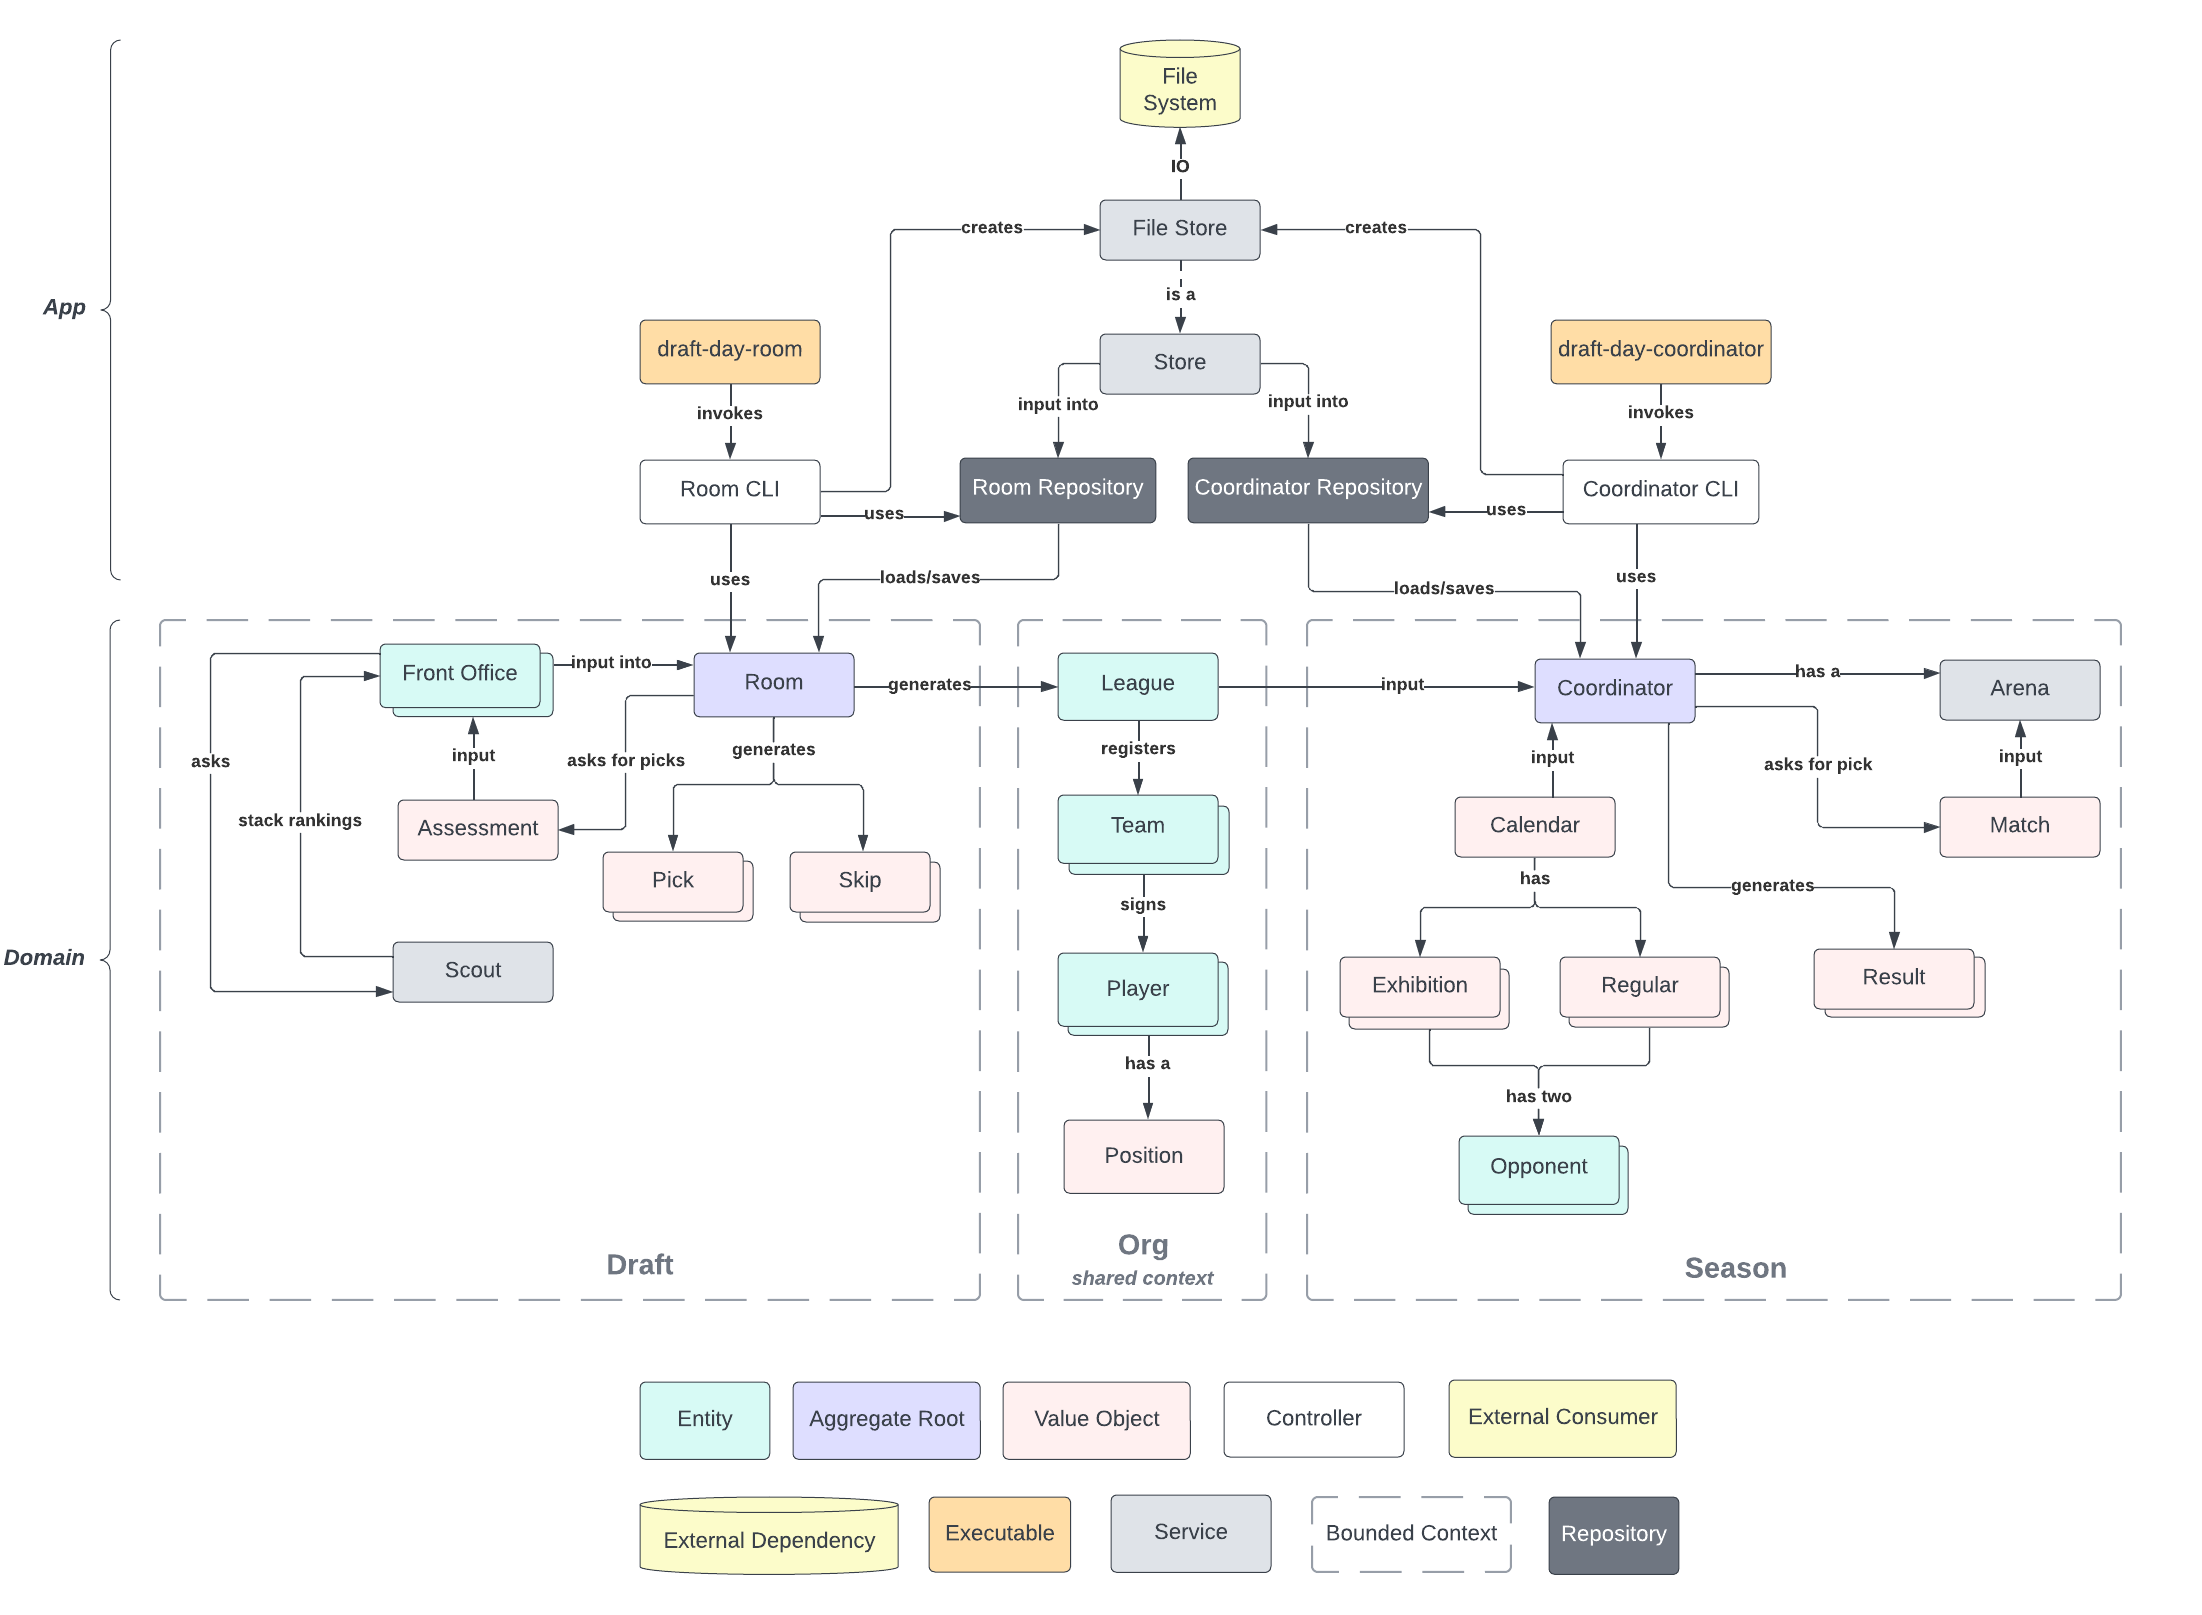 File
System
IO
creates
File Store
creates
is a
App
draft-day-room
Store
draft-day-coordinator
invokes
input into
input into
invokes
Room CLI
Room Repository
Coordinator Repository
Coordinator CLI
uses
uses
uses
loads/saves
loads/saves
uses
Front Office
input into
Room
generates
League
input
Coordinator
has a
Arena
asks
input
asks for picks
generates
registers
input
asks for pick
input
stack rankings
Assessment
Team
Calendar
Match
Pick
Skip
signs
has
generates
Domain
Scout
Player
Exhibition
Regular
Result
has a
has two
Position
Opponent
Draft
Org
shared context
Season
Entity
Aggregate Root
Value Object
Controller
External Consumer
External Dependency
Executable
Service
Bounded Context
Repository